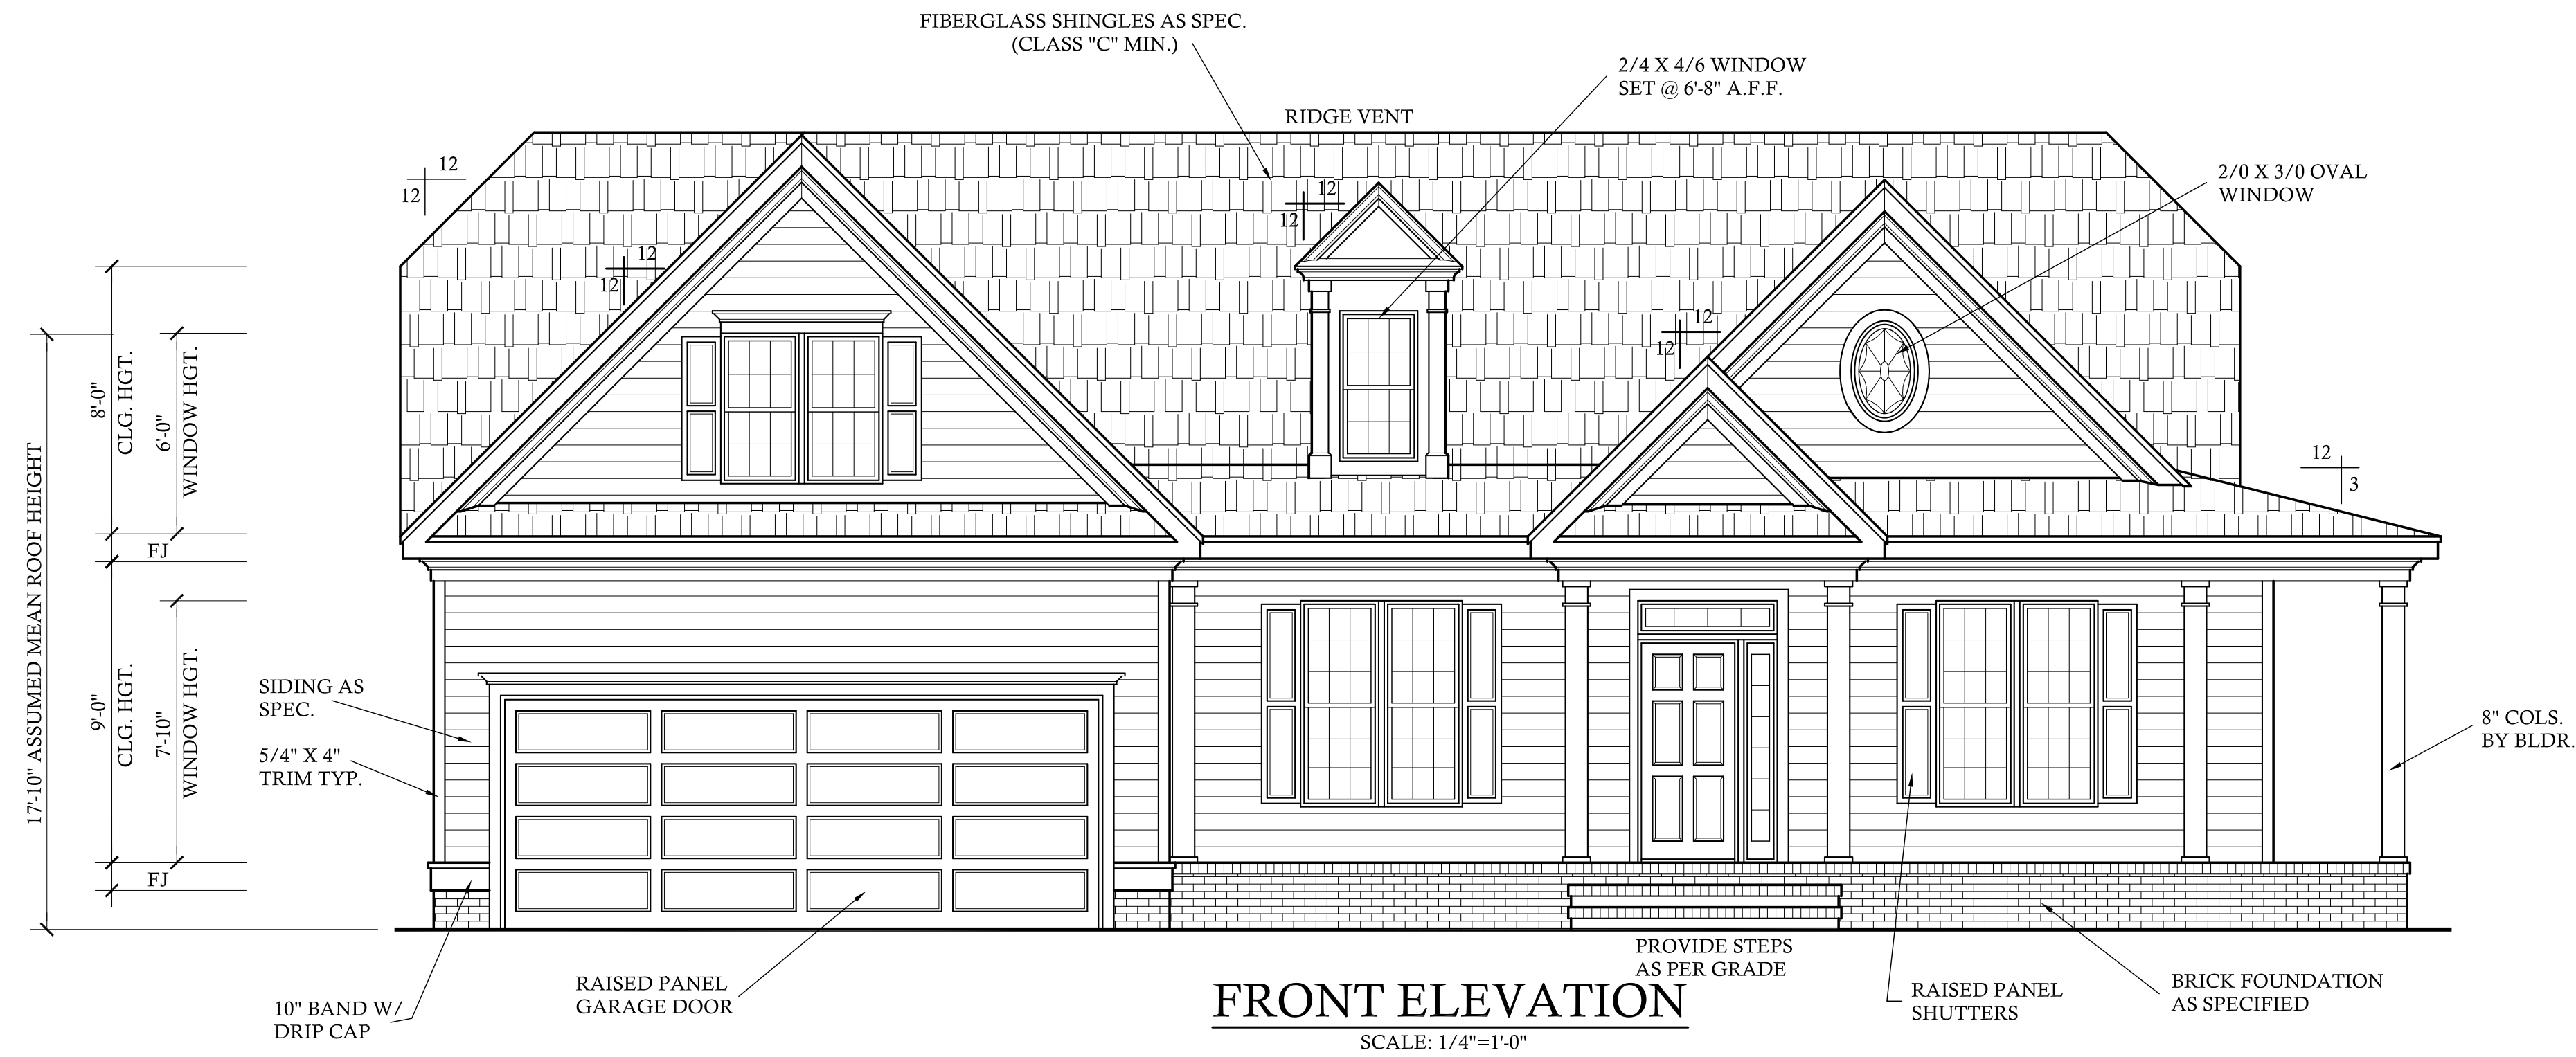 FIBERGLASS SHINGLES AS SPEC.
(CLASS "C" MIN.)
2/4 X 4/6 WINDOW
SET @ 6'-8" A.F.F.
RIDGE VENT
12
12
2/0 X 3/0 OVAL
WINDOW
12
12
12
12
12
12
12
3
8'-0"
CLG. HGT.
6'-0"
WINDOW HGT.
17'-10" ASSUMED MEAN ROOF HEIGHT
FJ
9'-0"
CLG. HGT.
7'-10"
WINDOW HGT.
FJ
SIDING AS
SPEC.
5/4" X 4"
TRIM TYP.
8" COLS.
BY BLDR.
10" BAND W/
DRIP CAP
RAISED PANEL
GARAGE DOOR
PROVIDE STEPS
AS PER GRADE
RAISED PANEL
SHUTTERS
BRICK FOUNDATION
AS SPECIFIED
FRONT ELEVATION
SCALE: 1/4"=1'-0"